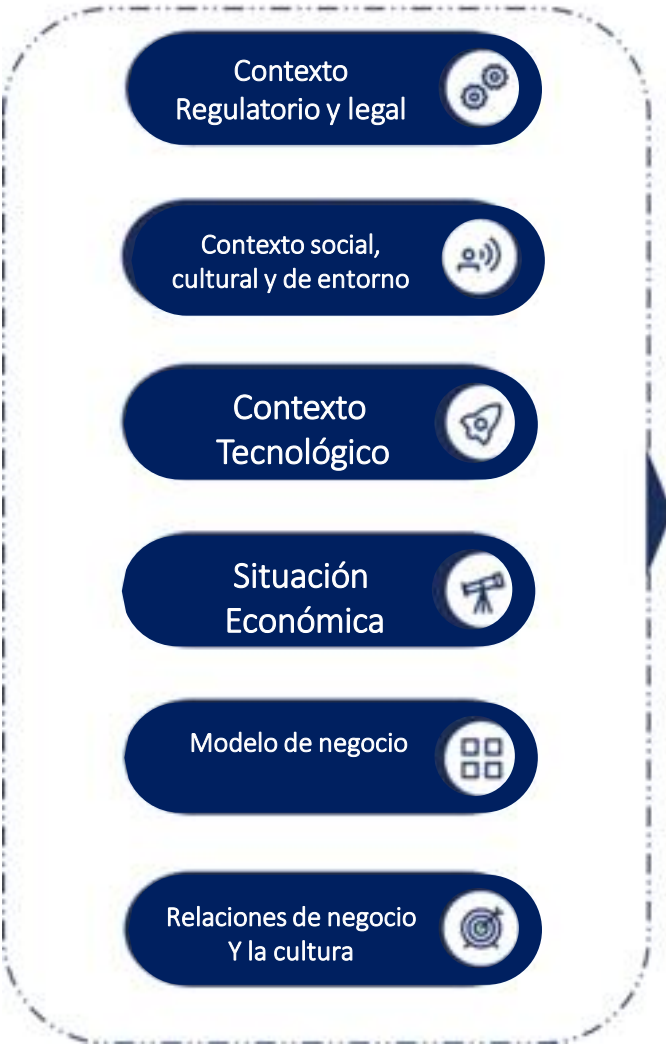 Contexto
Regulatorio y legal
Contexto social,
cultural y de entorno
Contexto
Tecnológico
Situación
Económica
Modelo de negocio
Relaciones de negocio
Y la cultura